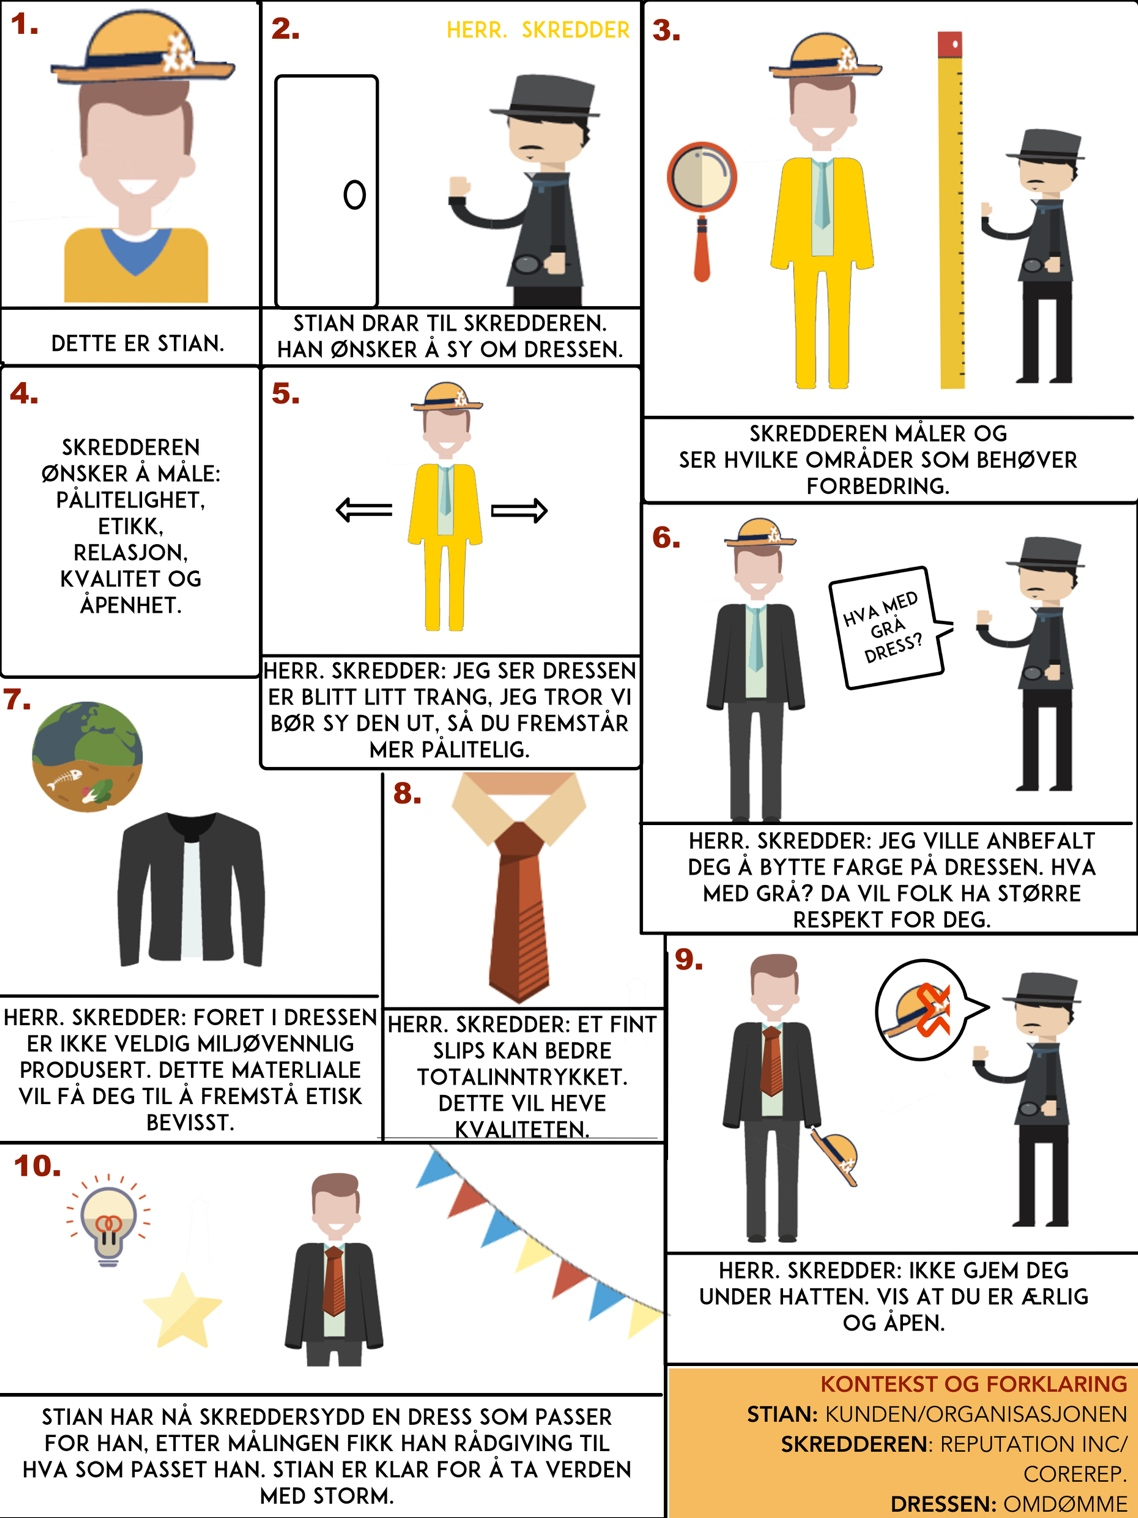 1.
DETTE ER STIAN.
2.
HERR. SKREDDER
STIAN DRAR TIL SKREDDEREN.
HAN ØNSKER Å SY OM DRESSEN.
3.
SKREDDEREN MÅLER OG
SER HVILKE OMRÅDER SOM BEHØVER
FORBEDRING.
4.
SKREDDEREN
ØNSKER Å MÅLE:
PÅLITELIGHET,
ETIKK,
RELASJON,
KVALITET OG
ÅPENHET.
5.
HERR. SKREDDER: JEG SER DRESSEN
ER BLITT LITT TRANG, JEG TROR VI
BØR SY DEN UT, SÅ DU FREMSTÅR
MER PÅLITELIG.
6.
HVA MED
GRÅ
DRESS?
HERR. SKREDDER: JEG VILLE ANBEFALT
DEG Å BYTTE FARGE PÅ DRESSEN. HVA
MED GRÅ? DA VIL FOLK HA STØRRE
RESPEKT FOR DEG.
7.
HERR. SKREDDER: FORET I DRESSEN
ER IKKE VELDIG MILJØVENNLIG
PRODUSERT. DETTE MATERLIALE
VIL FÅ DEG TIL Å FREMSTÅ ETISK
BEVISST.
8.
HERR. SKREDDER: ET FINT
SLIPS KAN BEDRE
TOTALINNTRYKKET.
DETTE VIL HEVE
KVALITETEN.
9.
HERR. SKREDDER: IKKE GJEM DEG
UNDER HATTEN. VIS AT DU ER ÆRLIG
OG ÅPEN.
10.
STIAN HAR NÅ SKREDDERSYDD EN DRESS SOM PASSER
FOR HAN, ETTER MÅLINGEN FIKK HAN RÅDGIVING TIL
HVA SOM PASSET HAN. STIAN ER KLAR FOR Å TA VERDEN
MED STORM.
KONTEKST OG FORKLARING
STIAN: KUNDEN/ORGANISASJONEN
SKREDDEREN: REPUTATION INC/
COREREP.
DRESSEN: OMDØMME